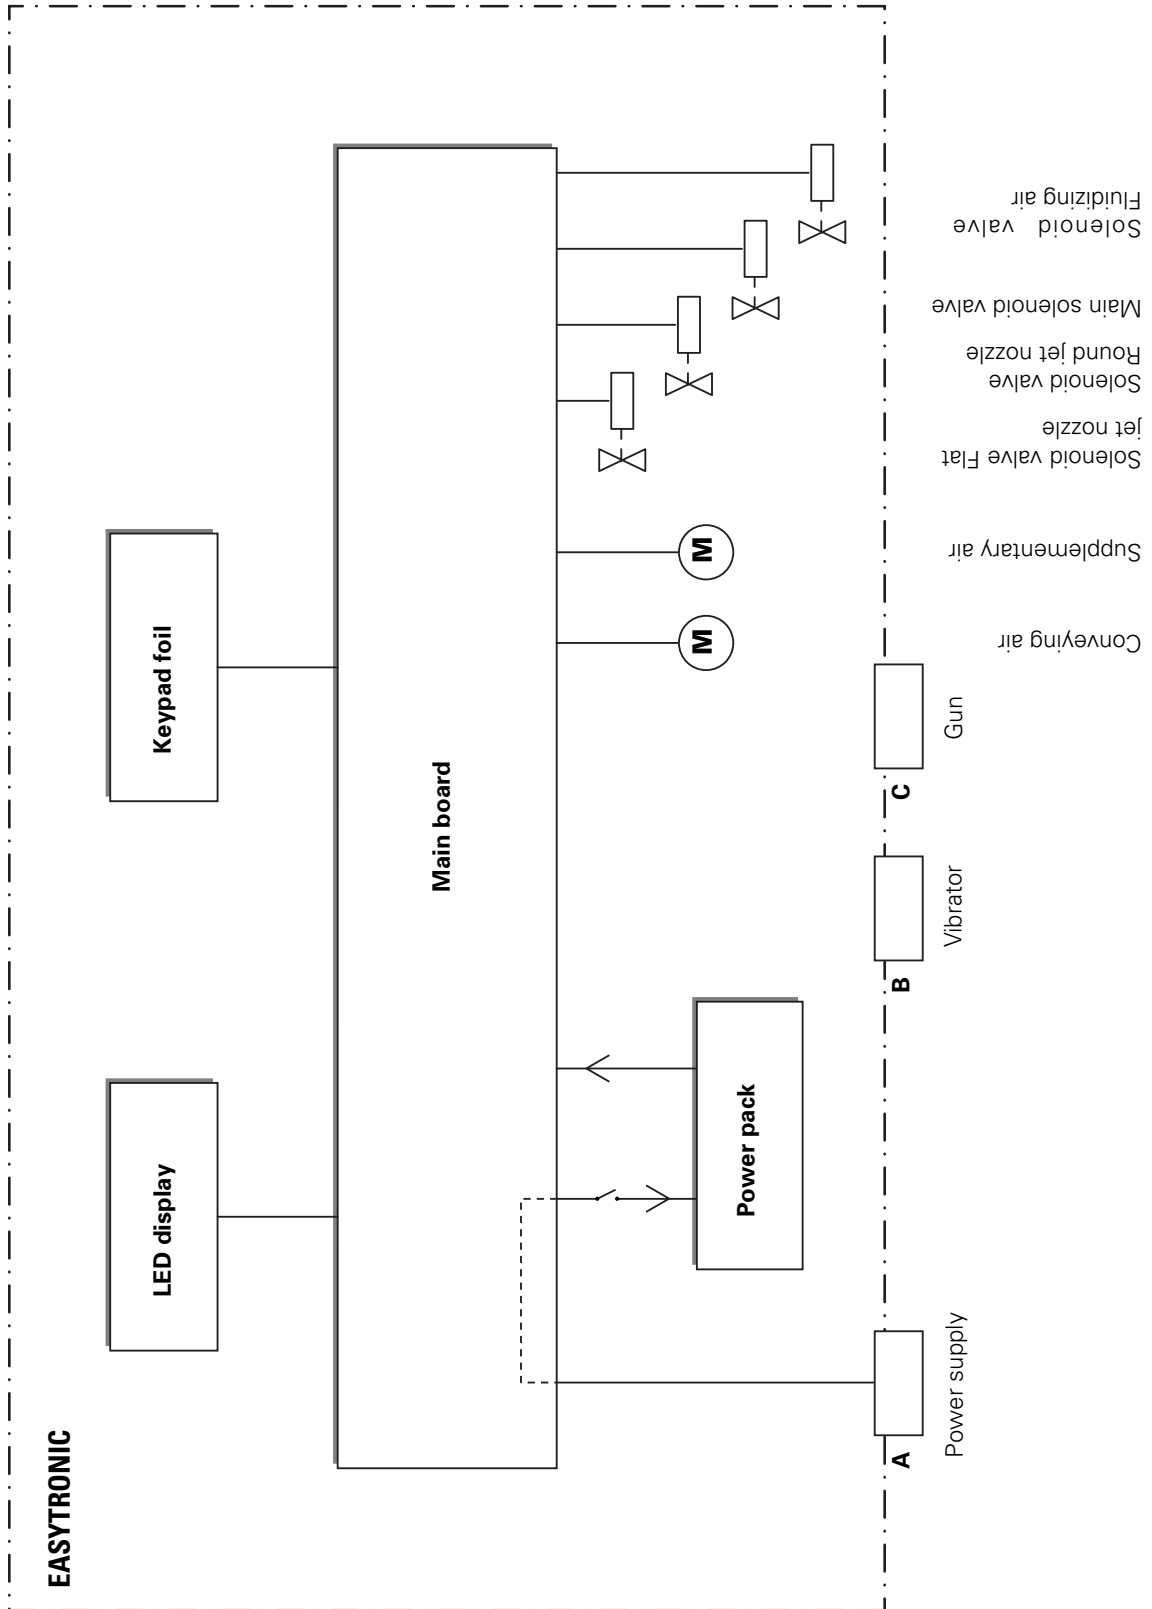 EASYTRONIC
LED display
Keypad foil
Main board
Power pack
M
M
A
Power supply
B
Vibrator
C
Gun
Conveying air
Supplementary air
Solenoid valve Flat
jet nozzle
Solenoid valve
Round jet nozzle
Main solenoid valve
Solenoid valve
Fluidizing air